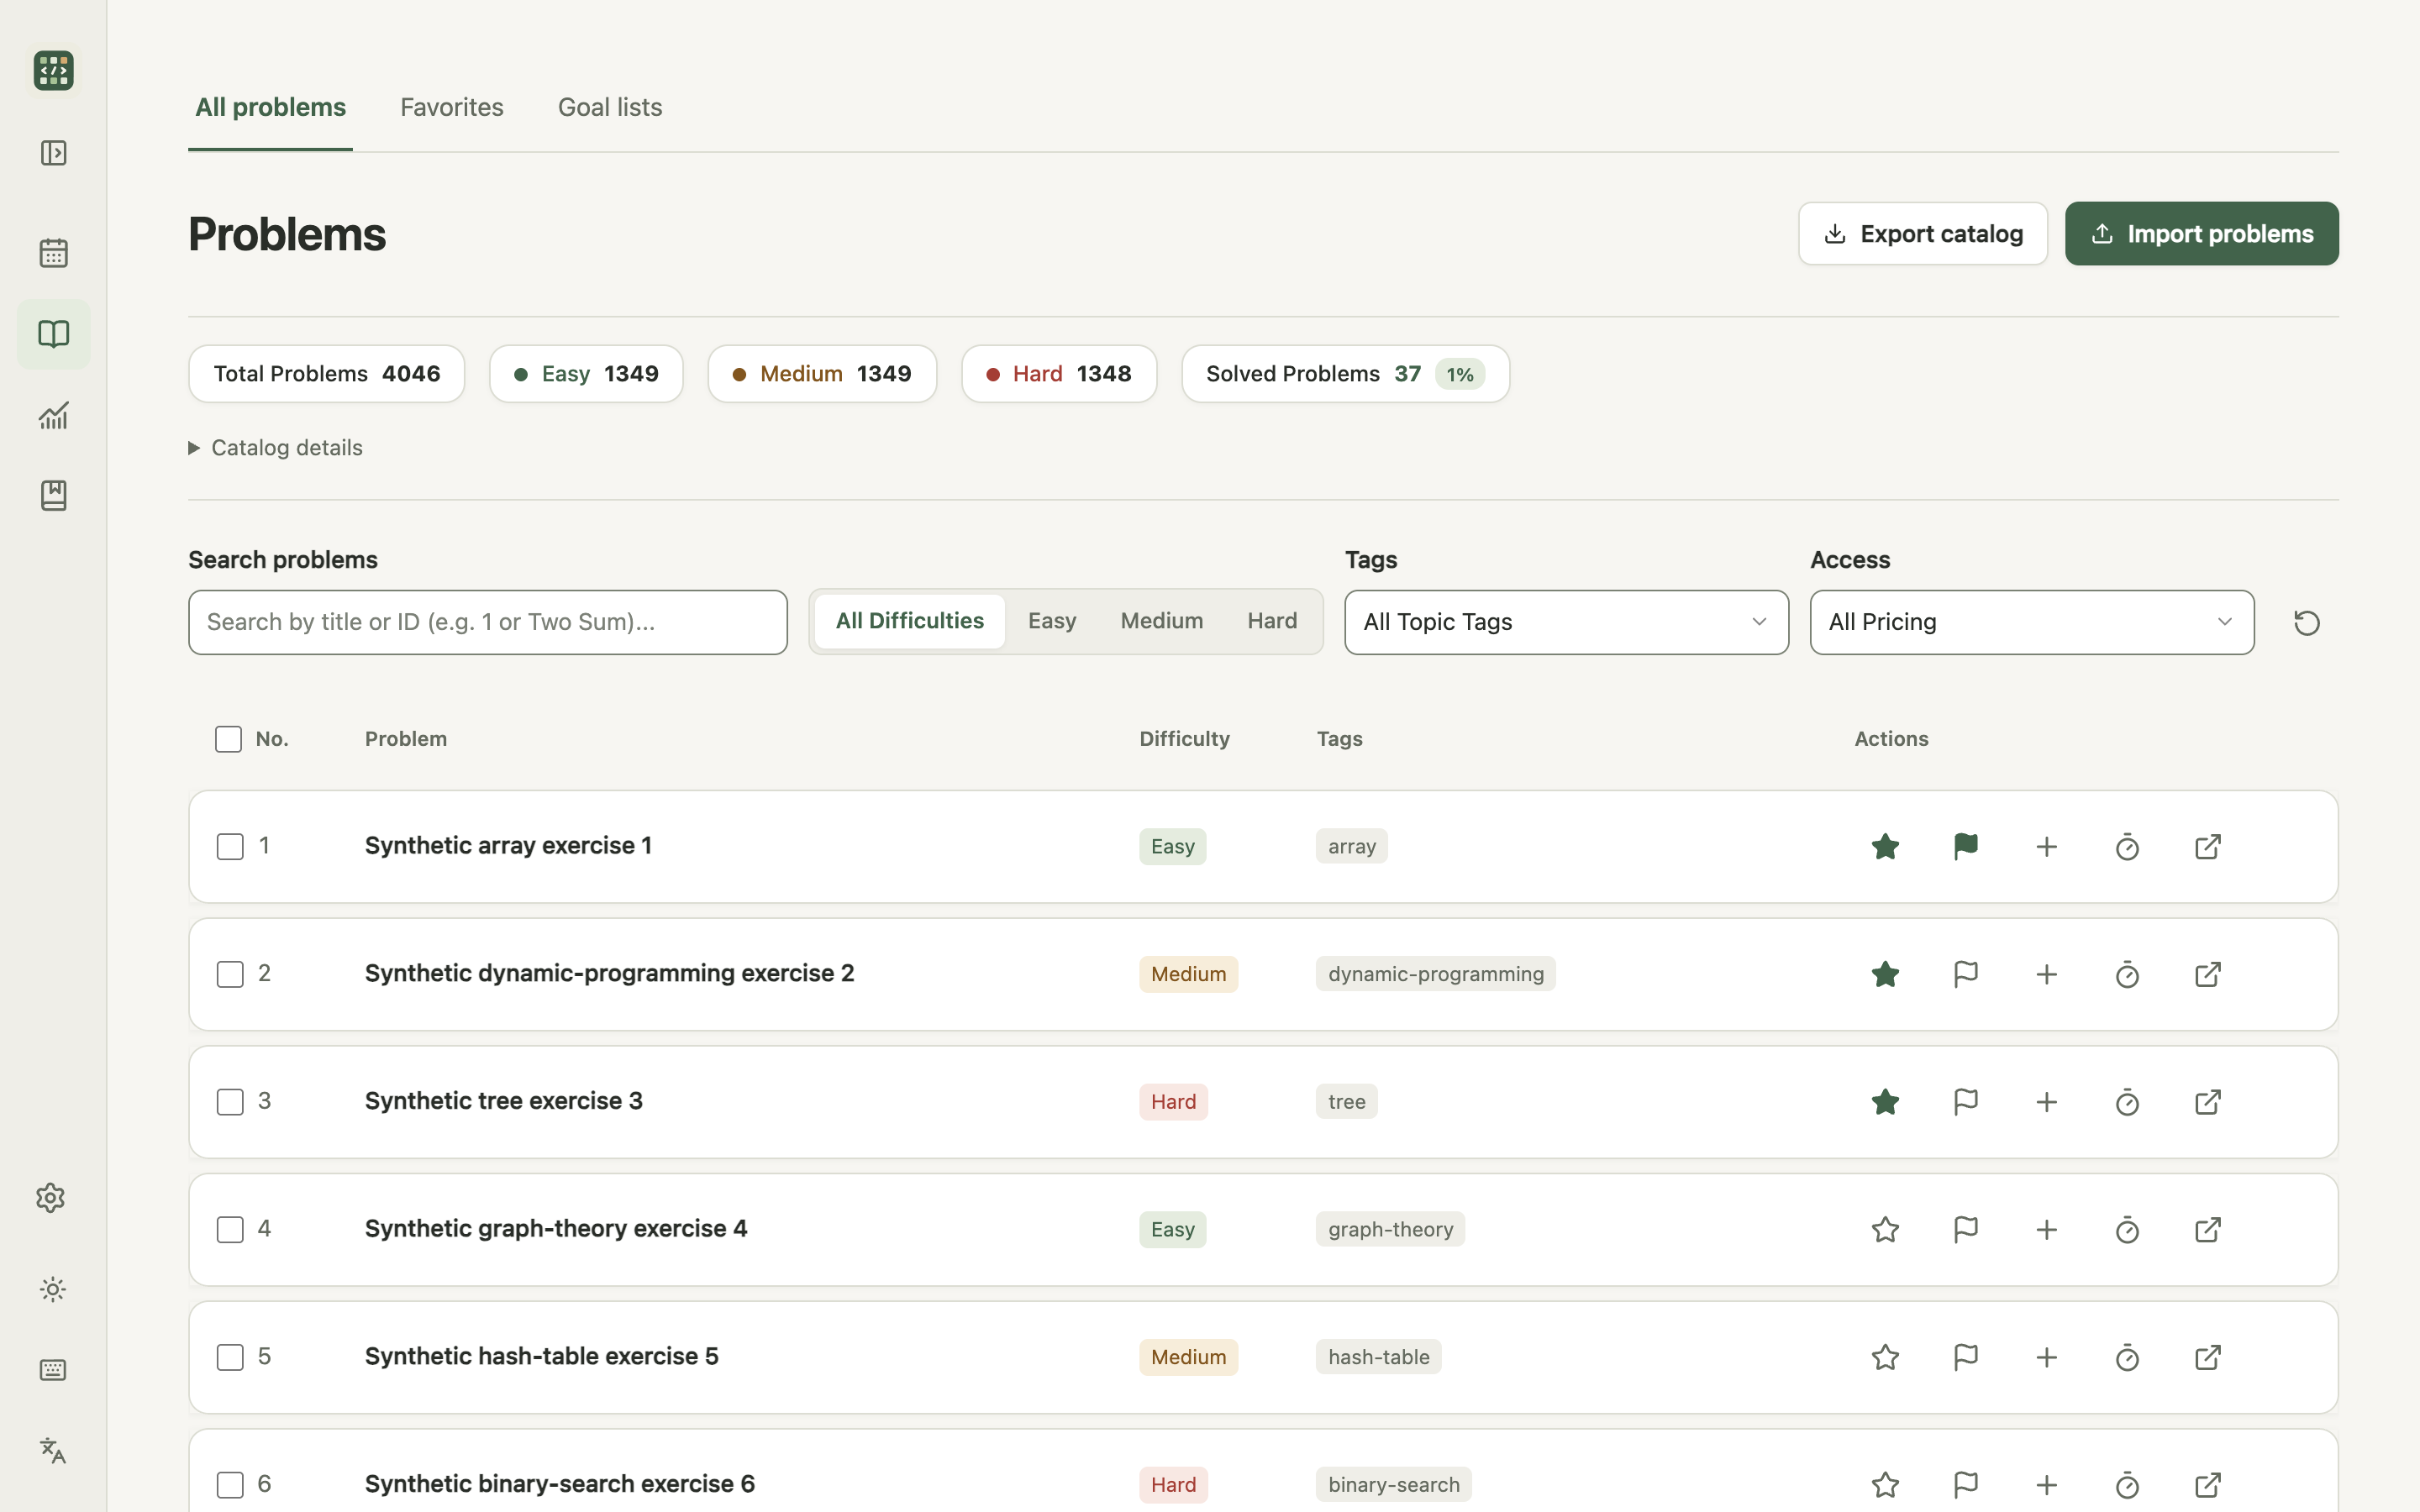 All problems Favorites Goal lists
Problems
Export catalog Import problems
Total Problems 4046 Easy 1349 Medium 1349 Hard 1348 Solved Problems 37 1%
Catalog details
Search problems Tags Access
Search by title or ID (e.g. 1 or Two Sum)... All Difficulties Easy Medium Hard All Topic Tags All Pricing
No. Problem Difficulty Tags Actions
1 Synthetic array exercise 1 Easy array
2 Synthetic dynamic-programming exercise 2 Medium dynamic-programming
3 Synthetic tree exercise 3 Hard tree
4 Synthetic graph-theory exercise 4 Easy graph-theory
5 Synthetic hash-table exercise 5 Medium hash-table
6 Synthetic binary-search exercise 6 Hard binary-search